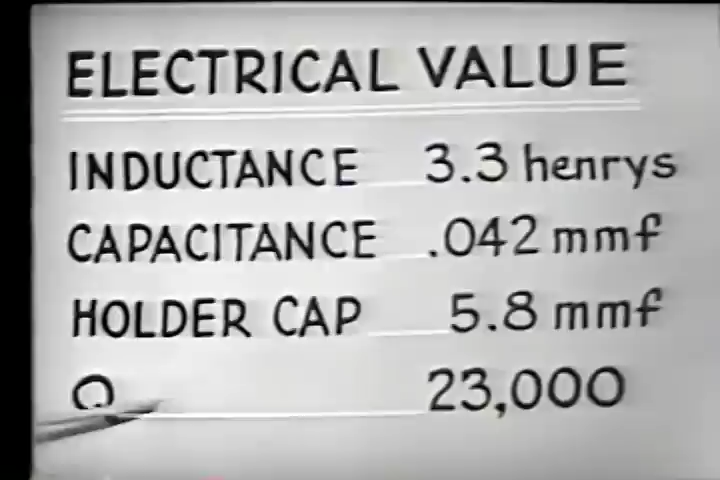 ELECTRICAL VALUE
INDUCTANCE 3.3 henrys
CAPACITANCE .042 mmf
HOLDER CAP 5.8 mmf
Q 23,000